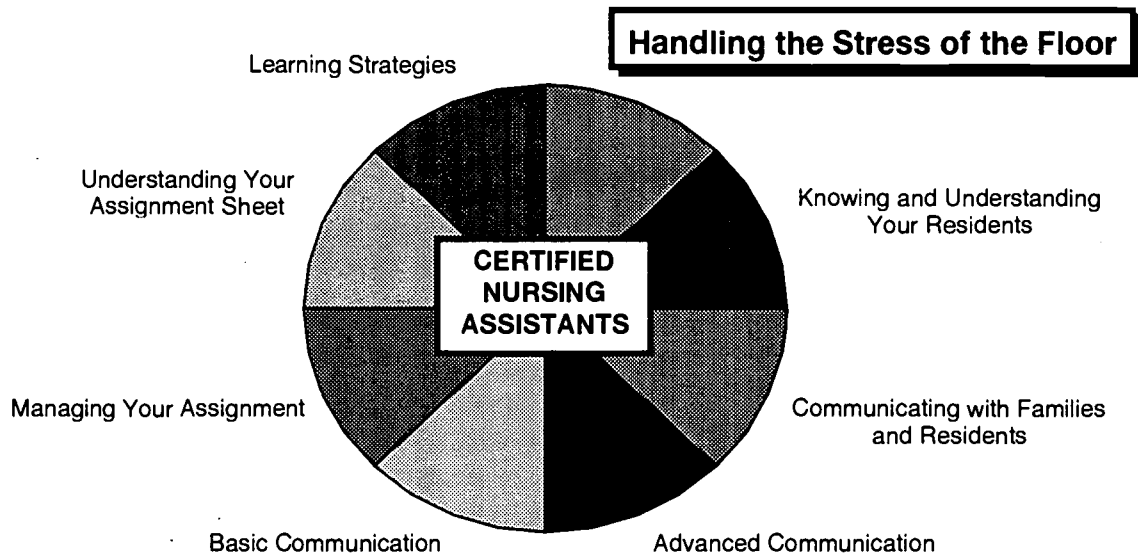 Handling the Stress of the Floor
Learning Strategies
Understanding Your
Assignment Sheet
Knowing and Understanding
Your Residents
CERTIFIED
NURSING
ASSISTANTS
Managing Your Assignment
Communicating with Families
and Residents
Basic Communication
Advanced Communication